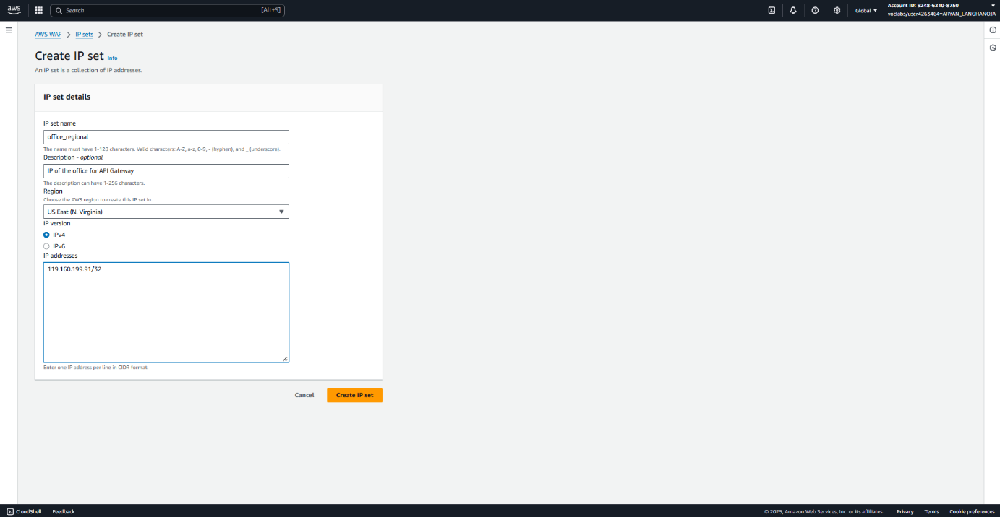 aws
Search [Alt+S]
Global
Account ID: 9248-6210-8750
voclabs/user4263464=ARYAN_LANGHANOJA
AWS WAF > IP sets > Create IP set
Create IP set Info
An IP set is a collection of IP addresses.
IP set details
IP set name
office_regional
The name must have 1-128 characters. Valid characters: A-Z, a-z, 0-9, - (hyphen), and _ (underscore).
Description - optional
IP of the office for API Gateway
The description can have 1-256 characters.
Region
Choose the AWS region to create this IP set in.
US East (N. Virginia)
IP version
IPv4
IPv6
IP addresses
119.160.199.91/32
Enter one IP address per line in CIDR format.
Cancel Create IP set
CloudShell Feedback © 2025, Amazon Web Services, Inc. or its affiliates. Privacy Terms Cookie preferences